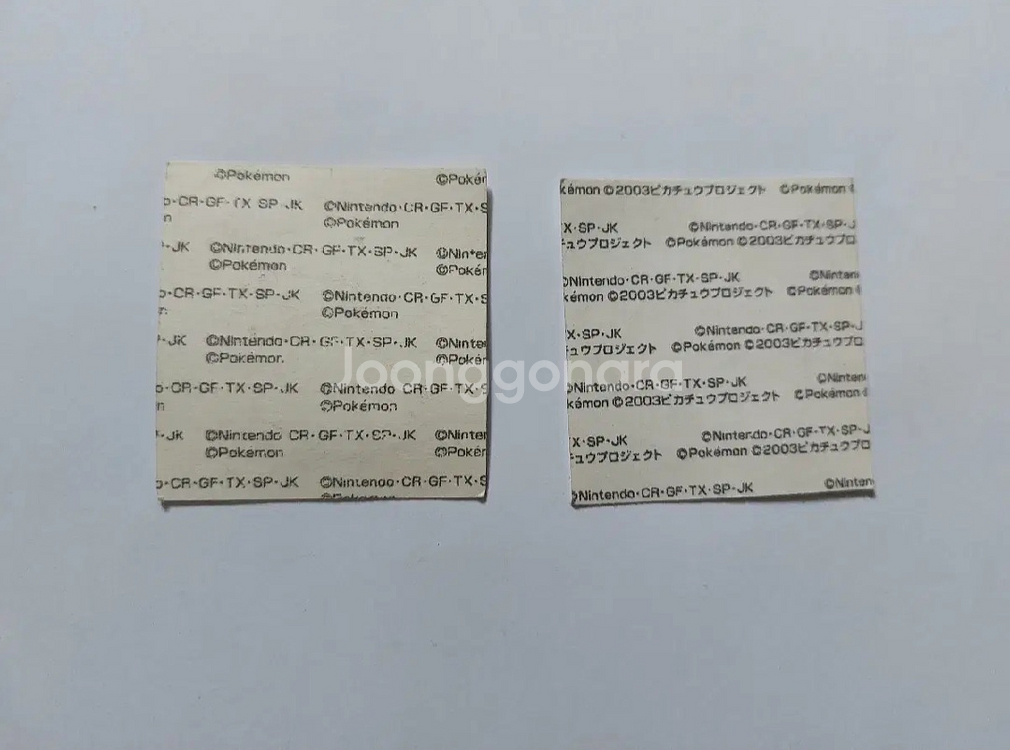 ©Pokémon ©Poké
CR·GF·TX·SP·JK ©Nintendo·CR·GF·TX·S
n ©Pokémon
JK ©Nintendo·CR·GF·TX·SP·JK ©Ninte
©Pokémon ©Poké
CR·GF·TX·SP·JK ©Nintendo·CR·GF·TX·S
©Pokémon
JK ©Nintendo·CR·GF·TX·SP·JK ©Ninte
©Pokémon ©Poké
CR·GF·TX·SP·JK ©Nintendo·CR·GF·TX·S
n ©Pokémon
JK ©Nintendo·CR·GF·TX·SP·JK ©Ninte
©Pokémon ©Poké
CR·GF·TX·SP·JK ©Nintendo·CR·GF·TX·S
©Pokémon
kémon ©2003ピカチュウプロジェクト ©Pokémon
X·SP·JK ©Nintendo·CR·GF·TX·SP·J
チュウプロジェクト ©Pokémon ©2003ピカチュウプロ
©Nintendo·CR·GF·TX·SP·JK ©Ninten
kémon ©2003ピカチュウプロジェクト ©Pokémon
X·SP·JK ©Nintendo·CR·GF·TX·SP·J
チュウプロジェクト ©Pokémon ©2003ピカチュウプロ
©Nintendo·CR·GF·TX·SP·JK ©Ninten
kémon ©2003ピカチュウプロジェクト ©Pokémon
X·SP·JK ©Nintendo·CR·GF·TX·SP·J
チュウプロジェクト ©Pokémon ©2003ピカチュウプロ
©Nintendo·CR·GF·TX·SP·JK ©Ninten
Joonggonara